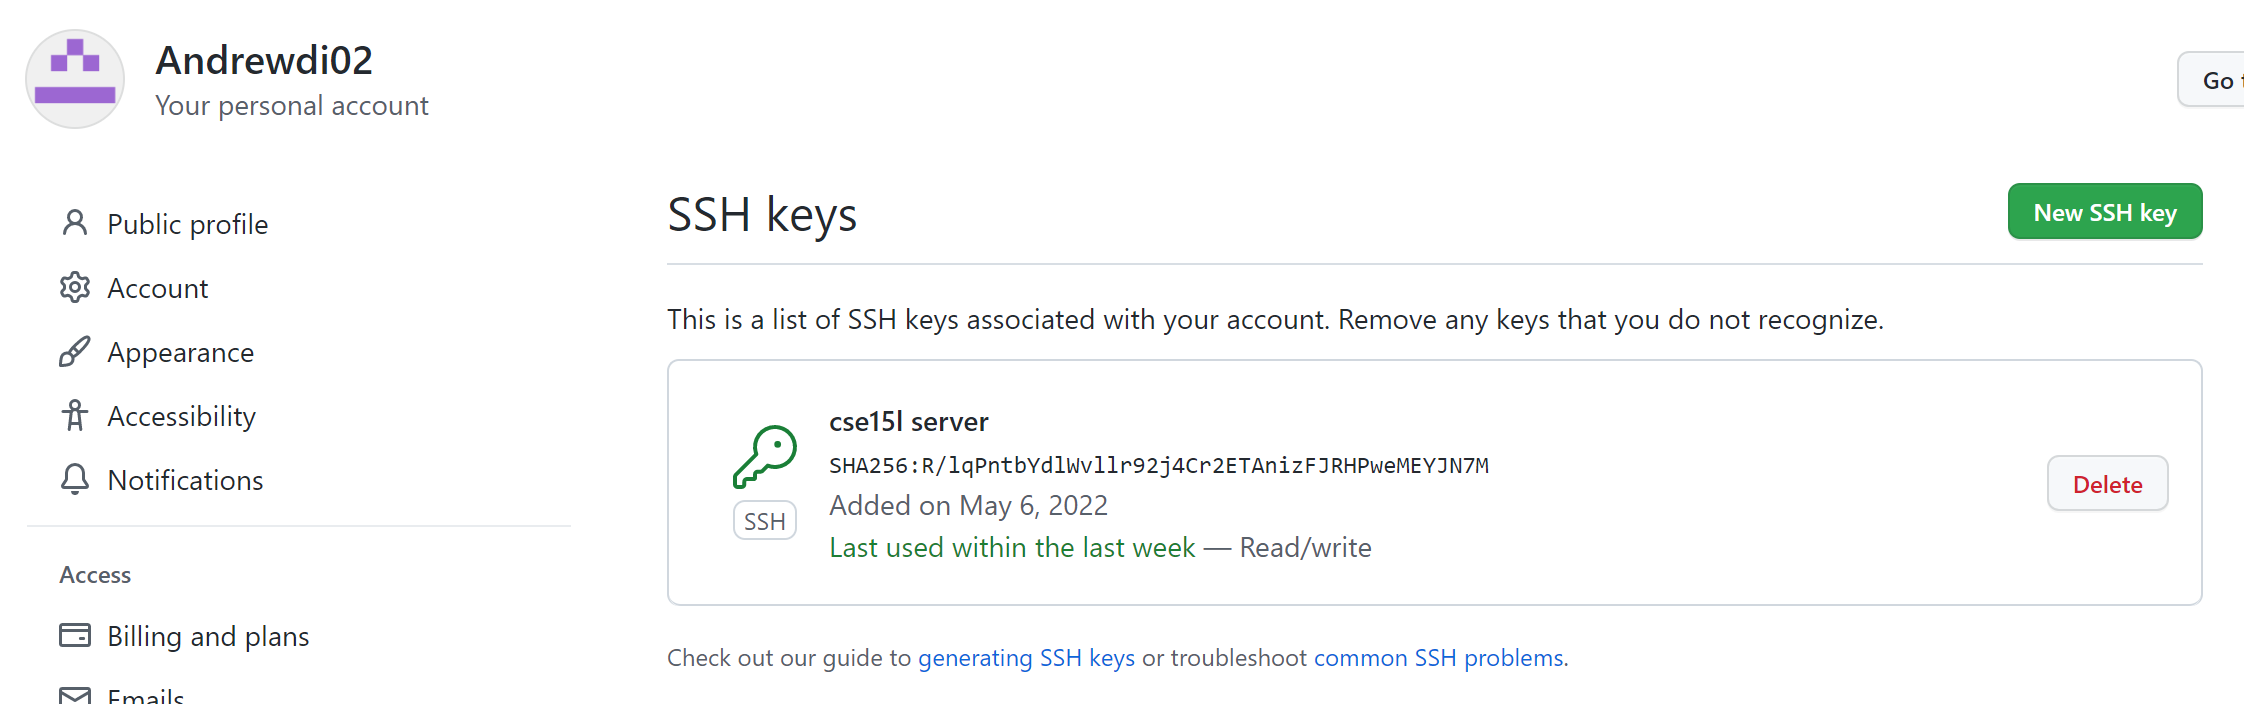 Andrewdi02
Your personal account
Go t
Public profile
Account
Appearance
Accessibility
Notifications
Access
Billing and plans
Emails
SSH keys
New SSH key
This is a list of SSH keys associated with your account. Remove any keys that you do not recognize.
cse15l server
SHA256:R/lqPntbYdlWvllr92j4Cr2ETAnizFJRHPweMEYJN7M
Added on May 6, 2022
Last used within the last week — Read/write
SSH
Delete
Check out our guide to generating SSH keys or troubleshoot common SSH problems.